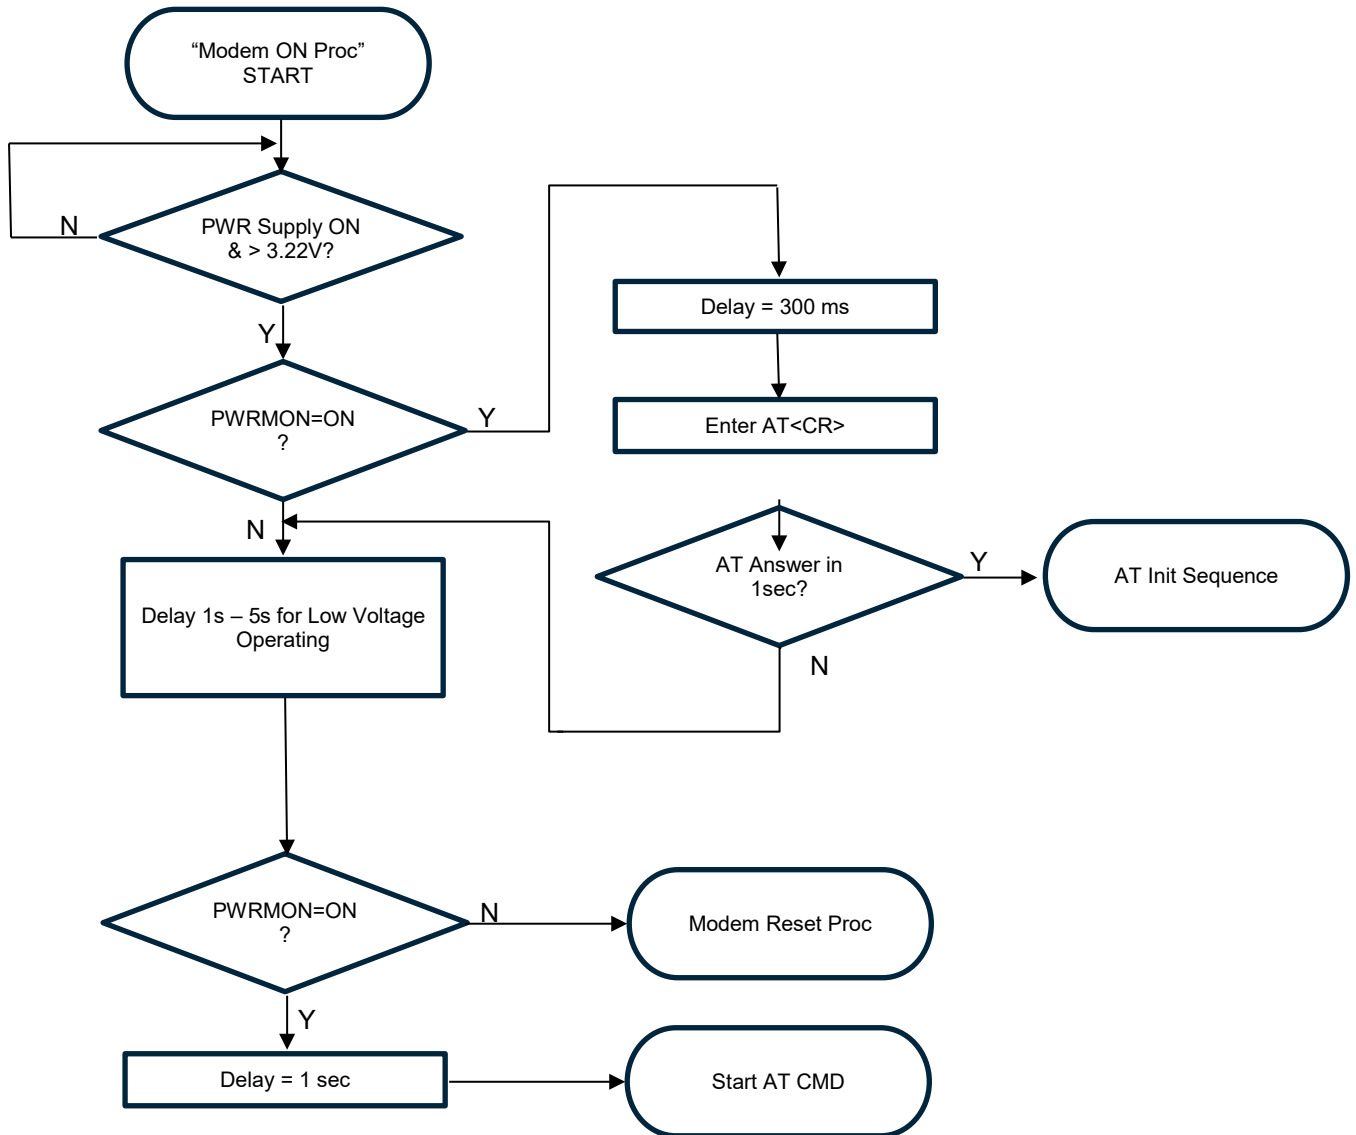 “Modem ON Proc”
START
N
PWR Supply ON
& > 3.22V?
Y
Delay = 300 ms
PWRMON=ON
?
Y
Enter AT<CR>
N
AT Answer in
1sec?
Y
AT Init Sequence
Delay 1s – 5s for Low Voltage
Operating
N
PWRMON=ON
?
N
Modem Reset Proc
Y
Delay = 1 sec
Start AT CMD